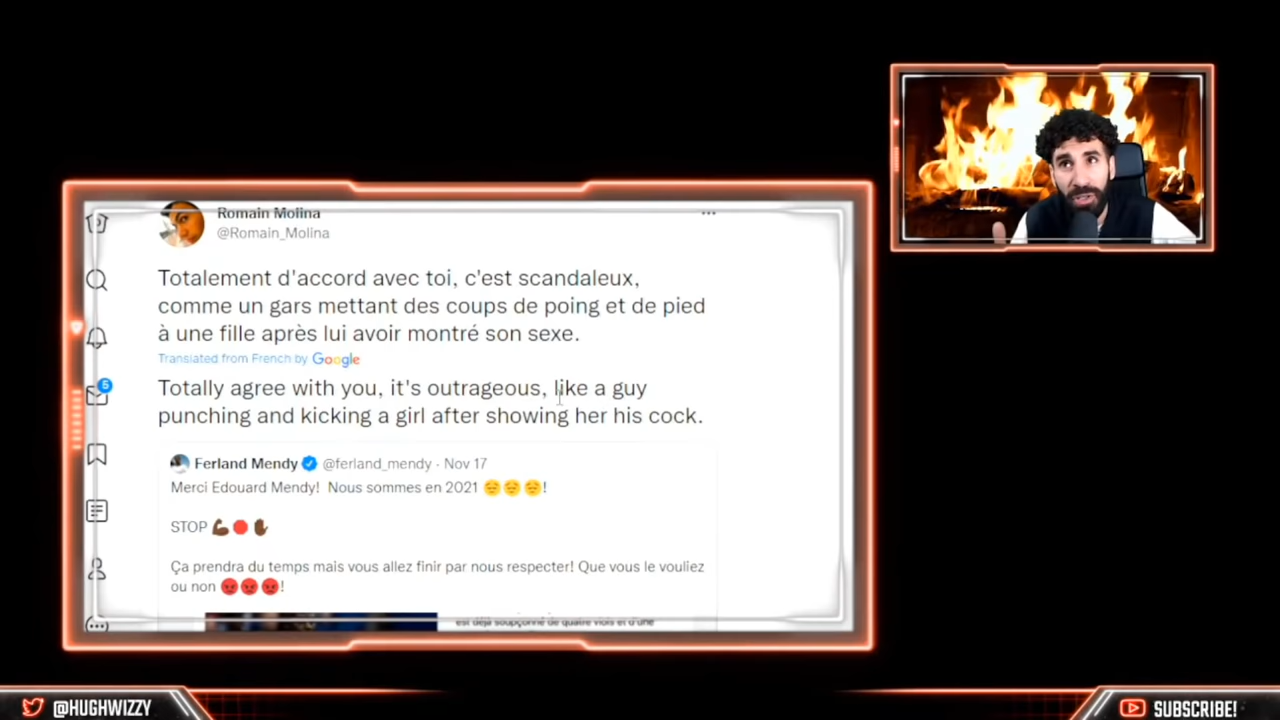 Romain Molina
@Romain_Molina
Totalement d'accord avec toi, c'est scandaleux,
comme un gars mettant des coups de poing et de pied
à une fille après lui avoir montré son sexe.
Translated from French by Google
Totally agree with you, it's outrageous, like a guy
punching and kicking a girl after showing her his cock.
5
Ferland Mendy @ferland_mendy · Nov 17
Merci Edouard Mendy! Nous sommes en 2021 😔😔😔!
STOP 💪🏿🛑✋🏿
Ça prendra du temps mais vous allez finir par nous respecter! Que vous le vouliez
ou non 😡😡😡!
est déjà soupçonné de quatre viols et d'une
@HUGHWIZZY
SUBSCRIBE!